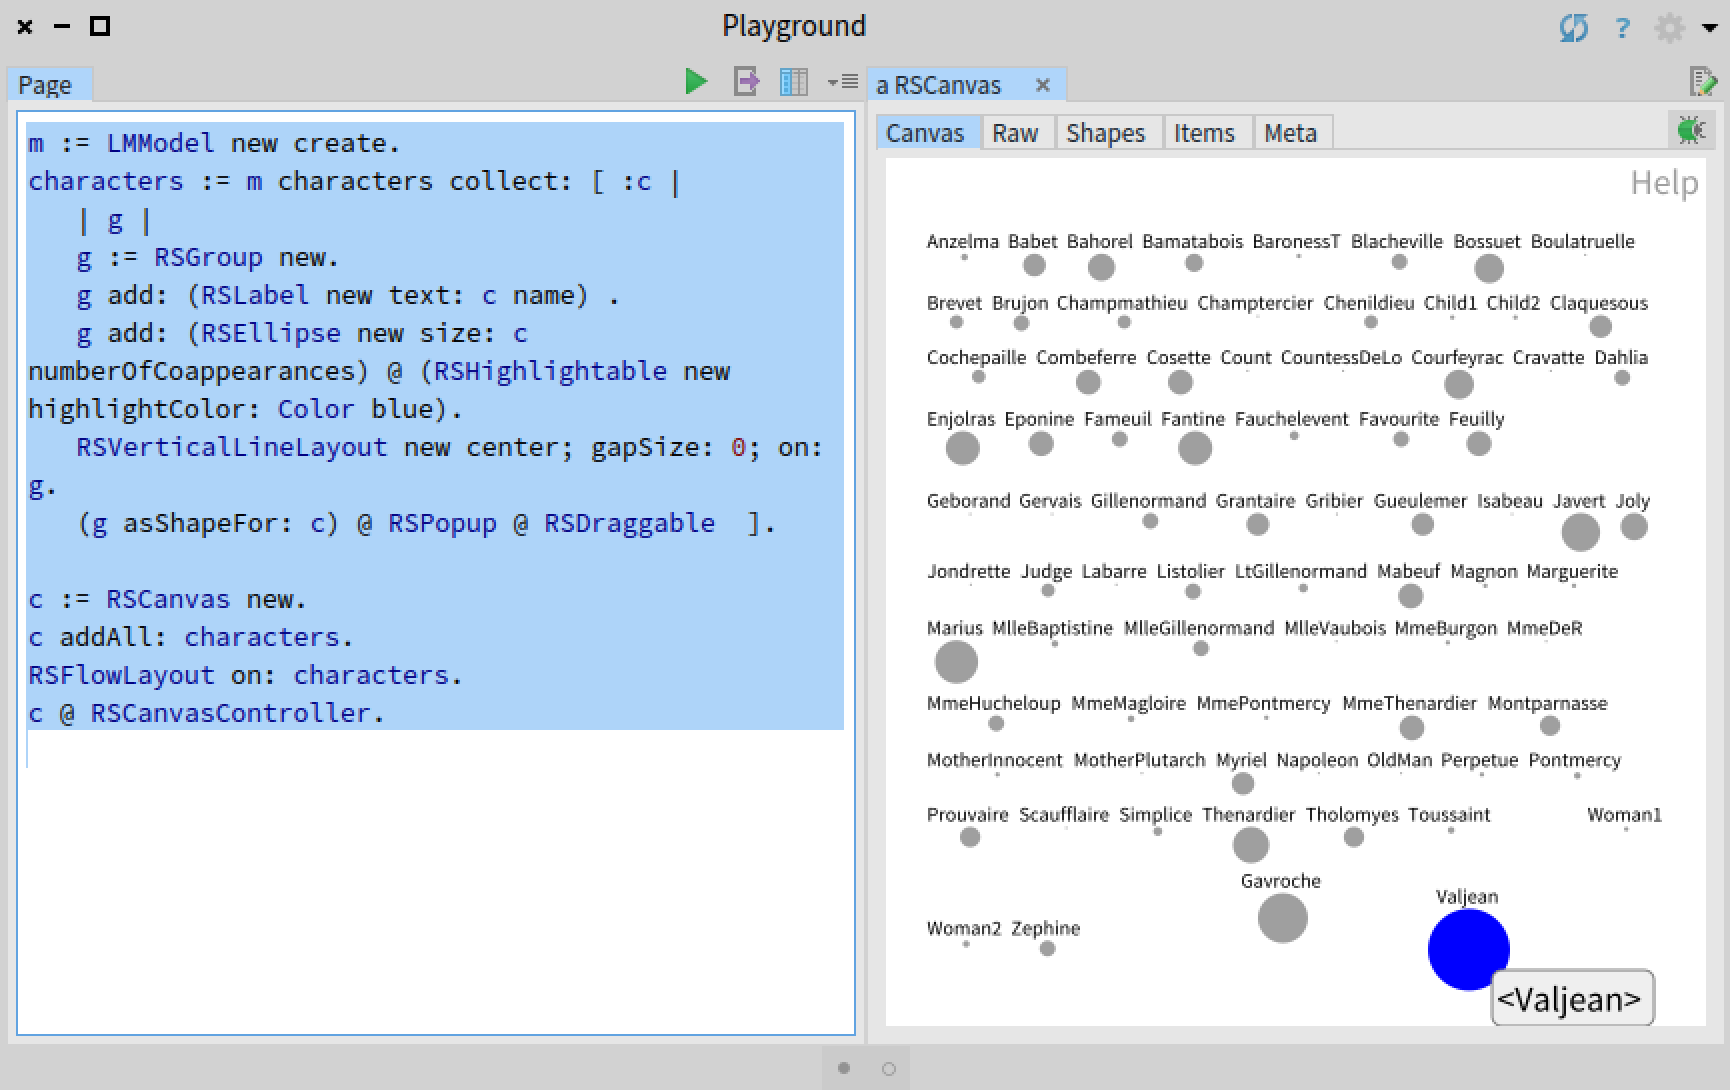 Playground
?
Page
a RSCanvas
m := LMModel new create.
characters := m characters collect: [ :c |
| g |
g := RSGroup new.
g add: (RSLabel new text: c name) .
g add: (RSEllipse new size: c
numberOfCoappearances) @ (RSHighlightable new
highlightColor: Color blue).
RSVerticalLineLayout new center; gapSize: 0; on:
g.
(g asShapeFor: c) @ RSPopup @ RSDraggable  ].
c := RSCanvas new.
c addAll: characters.
RSFlowLayout on: characters.
c @ RSCanvasController.
Canvas Raw Shapes Items Meta
Help
Anzelma Babet Bahorel Bamatabois BaronessT Blacheville Bossuet Boulatruelle
Brevet Brujon Champmathieu Champtercier Chenildieu Child1 Child2 Claquesous
Cochepaille Combeferre Cosette Count CountessDeLo Courfeyrac Cravatte Dahlia
Enjolras Eponine Fameuil Fantine Fauchelevent Favourite Feuilly
Geborand Gervais Gillenormand Grantaire Gribier Gueulemer Isabeau Javert Joly
Jondrette Judge Labarre Listolier LtGillenormand Mabeuf Magnon Marguerite
Marius MlleBaptistine MlleGillenormand MlleVaubois MmeBurgon MmeDeR
MmeHucheloup MmeMagloire MmePontmercy MmeThenardier Montparnasse
MotherInnocent MotherPlutarch Myriel Napoleon OldMan Perpetue Pontmercy
Prouvaire Scaufflaire Simplice Thenardier Tholomyes Toussaint Woman1
Gavroche
Valjean
Woman2 Zephine
<Valjean>